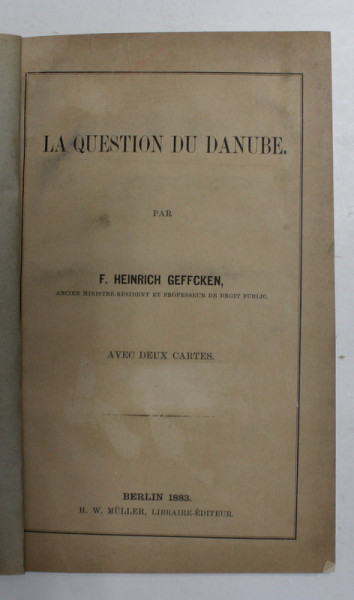 LA QUESTION DU DANUBE.
PAR
F. HEINRICH GEFFCKEN,
ANCIEN MINISTRE-RÉSIDENT ET PROFESSEUR DE DROIT PUBLIC.
AVEC DEUX CARTES.
BERLIN 1883.
H. W. MÜLLER, LIBRAIRE-ÉDITEUR.